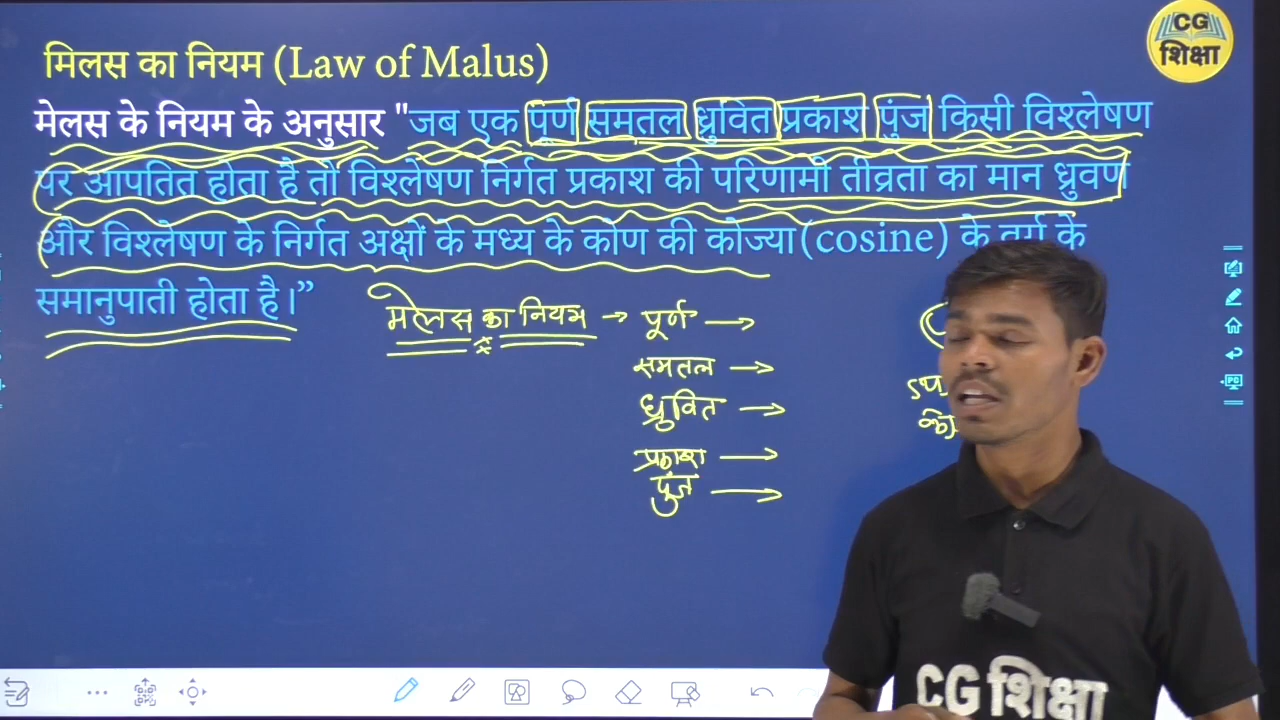 मिलस का नियम (Law of Malus)
CG
शिक्षा
मेलस के नियम के अनुसार "जब एक पूर्ण समतल ध्रुवित प्रकाश पुंज किसी विश्लेषण
पर आपतित होता है तो विश्लेषण निर्गत प्रकाश की परिणामी तीव्रता का मान ध्रुवण
और विश्लेषण के निर्गत अक्षों के मध्य के कोण की कोज्या(cosine) के वर्ग के
समानुपाती होता है।”
मेलस का नियम → पूर्ण →
में
समतल →
ध्रुवित →
प्रकाश →
पुंज →
CG शिक्षा